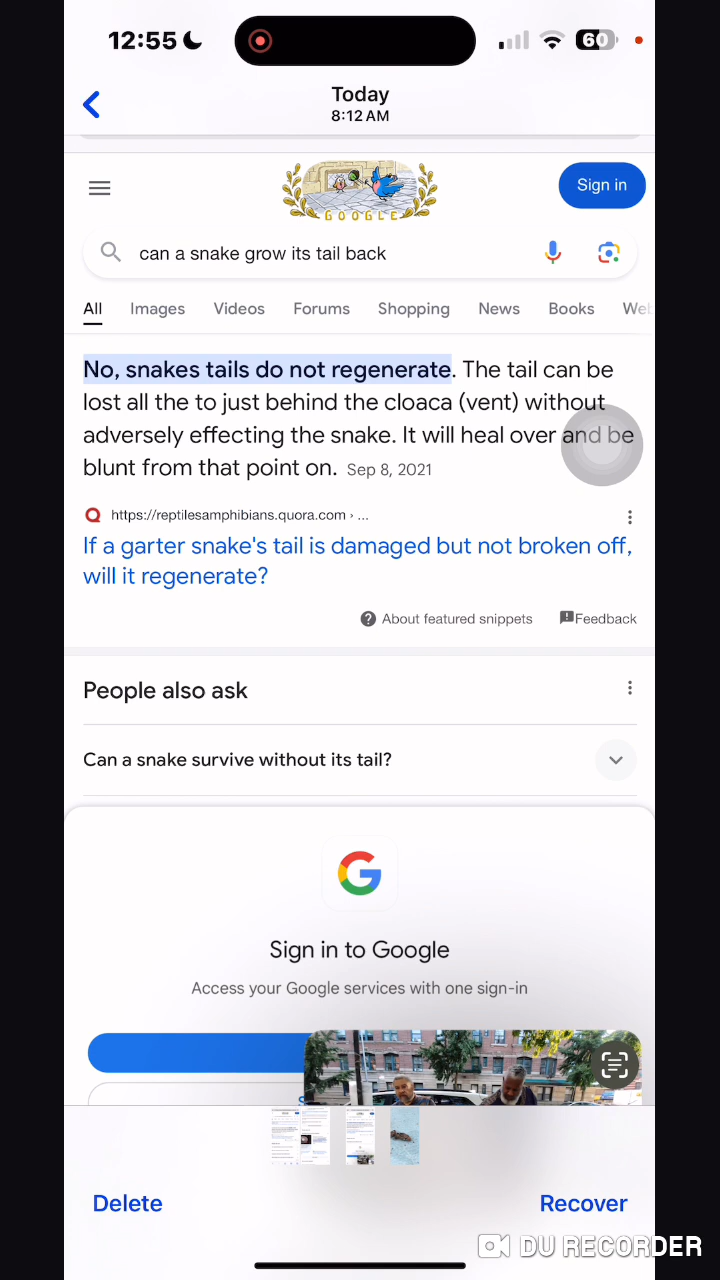 12:55
60
Today
8:12 AM
GOOGLE
Sign in
can a snake grow its tail back
All Images Videos Forums Shopping News Books
No, snakes tails do not regenerate. The tail can be
lost all the to just behind the cloaca (vent) without
adversely effecting the snake. It will heal over and be
blunt from that point on. Sep 8, 2021
https://reptilesamphibians.quora.com › ...
If a garter snake's tail is damaged but not broken off,
will it regenerate?
About featured snippets Feedback
People also ask
Can a snake survive without its tail?
Sign in to Google
Access your Google services with one sign-in
Delete Recover
DU RECORDER